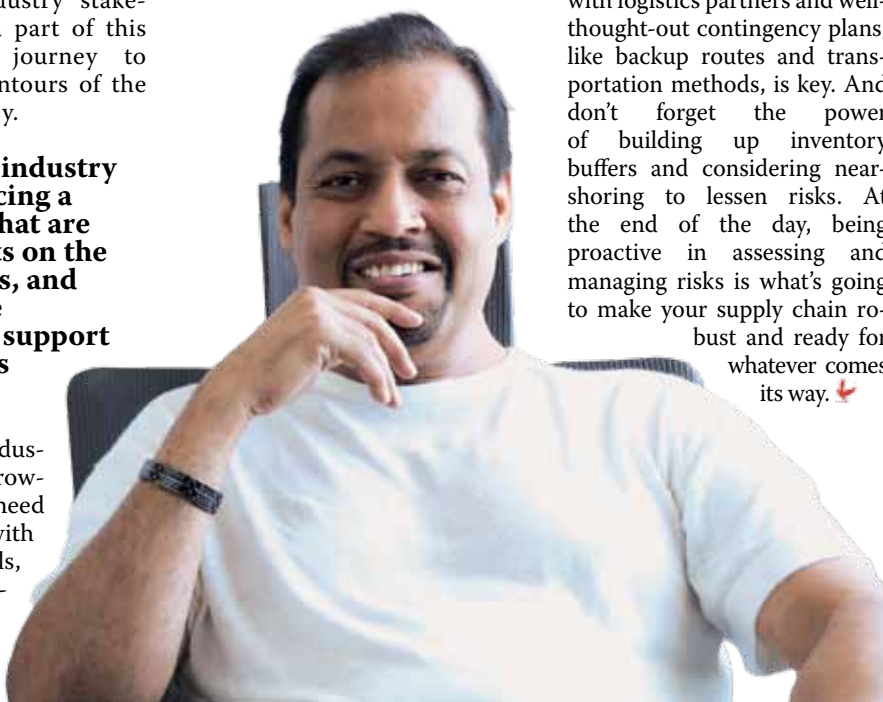 dustry stake-
part of this
journey to
ntours of the
y.
industry
cing a
hat are
ts on the
s, and
e
support
s
dus-
row-
need
with
ls,
-
with logistics partners and well-
thought-out contingency plans,
like backup routes and trans-
portation methods, is key. And
don’t forget the power
of building up inventory
buffers and considering near-
shoring to lessen risks. At
the end of the day, being
proactive in assessing and
managing risks is what’s going
to make your supply chain ro-
bust and ready for
whatever comes
its way.